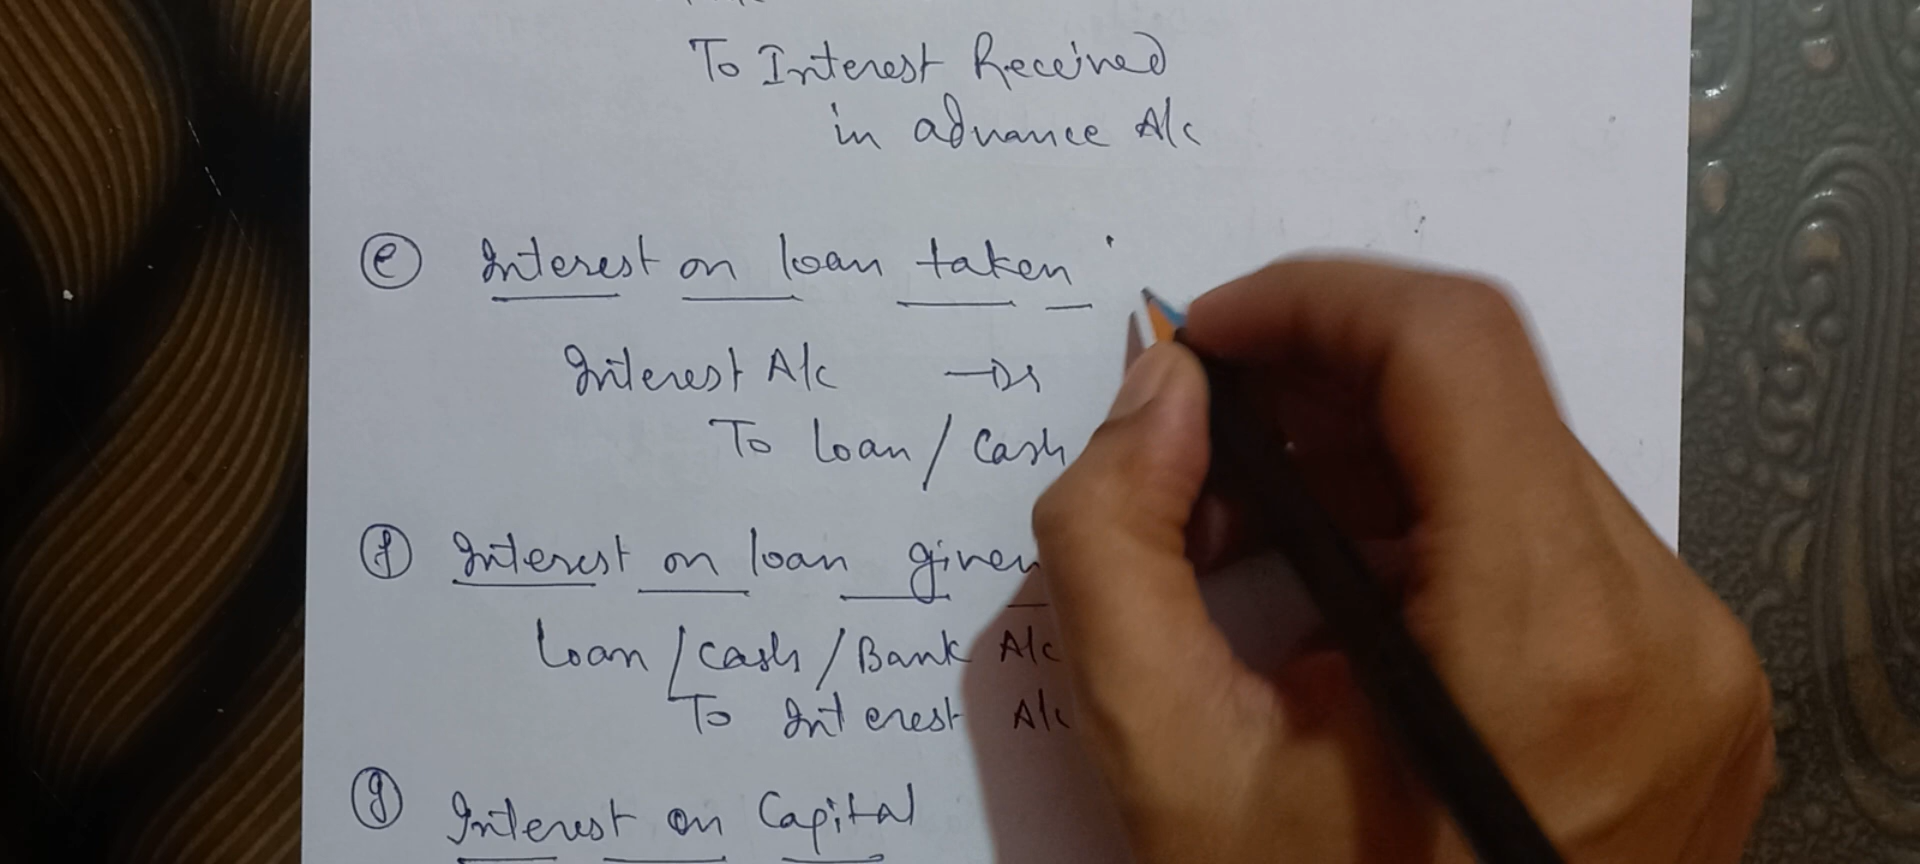 To Interest Received
in advance A/c
(e) Interest on loan taken
Interest A/c —Dr
To Loan / Cash
(f) Interest on loan given
Loan / Cash / Bank A/c
To Interest A/c
(g) Interest on Capital